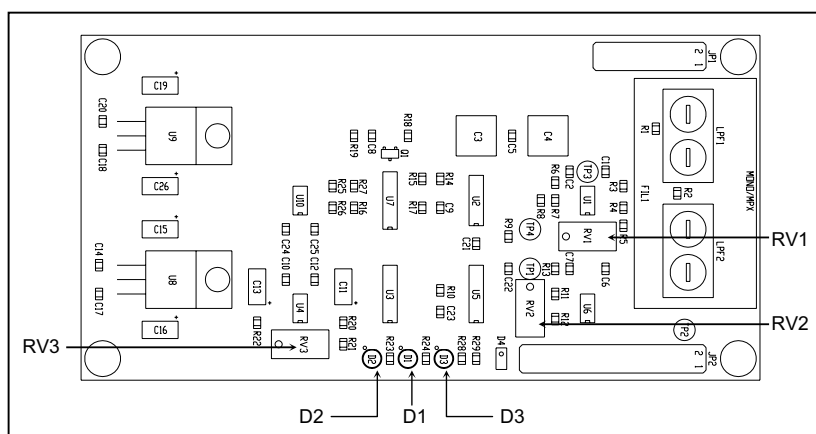 JP1
2
1
C19
C20
U9
C18
C26
R18
R19
C8
Q1
C3
C5
C4
R1
LPF1
MONO/MPX
FIL1
R2
U10
R25
R27
R26
R16
U7
R15
R14
R17
C9
U2
R6
C2
TP3
C1
R3
R8
R7
U1
R4
R5
C15
C24
C25
C21
R9
TP4
RV1
RV1
LPF2
C14
U8
C17
C10
C12
C13
C11
U3
R10
C23
U5
C22
TP1
R13
C7
C6
RV2
R11
R12
U6
RV2
C16
R22
U4
RV3
R20
R21
RV3
D2
R23
D1
R24
D3
R28
R29
D4
TP2
JP2
2
1
D2
D1
D3